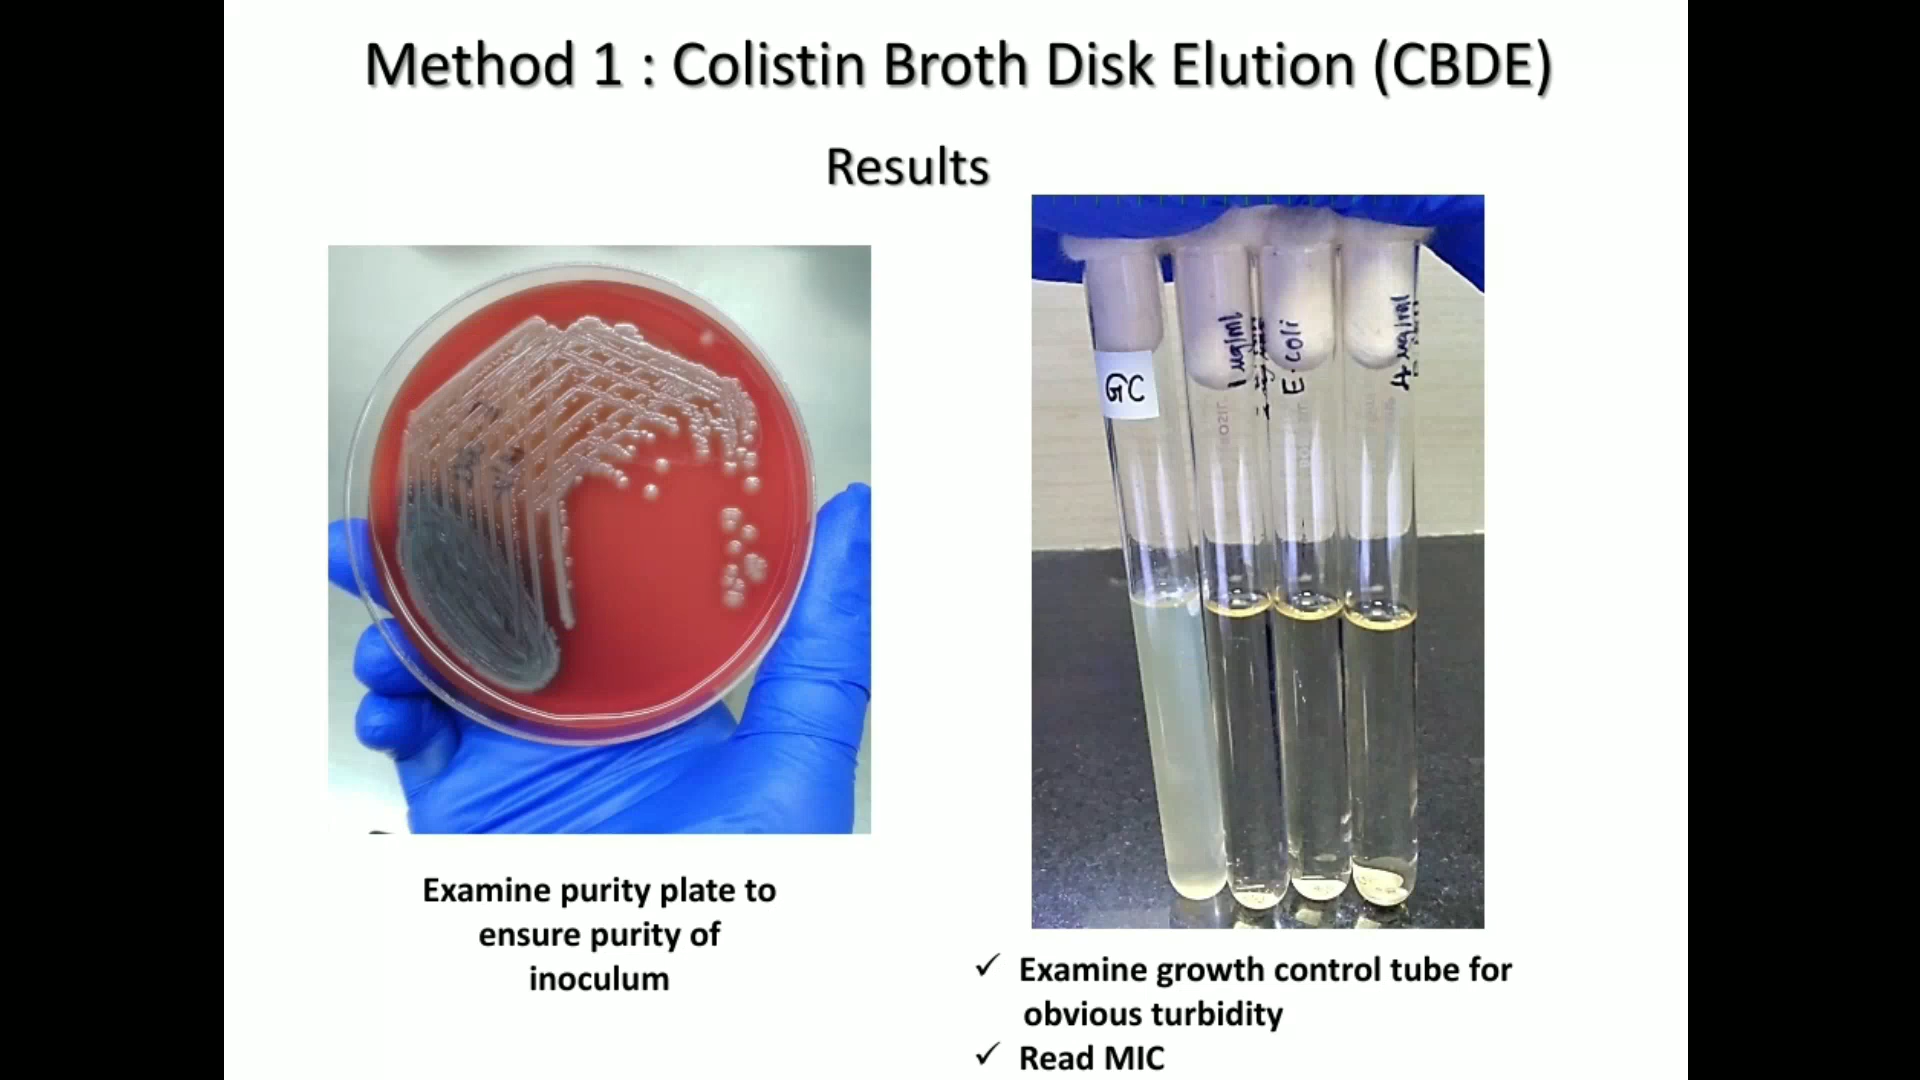 Method 1 : Colistin Broth Disk Elution (CBDE)
Results
GC
1 µg/ml
E. coli
4 µg/ml
Examine purity plate to
ensure purity of
inoculum
✓ Examine growth control tube for
obvious turbidity
✓ Read MIC